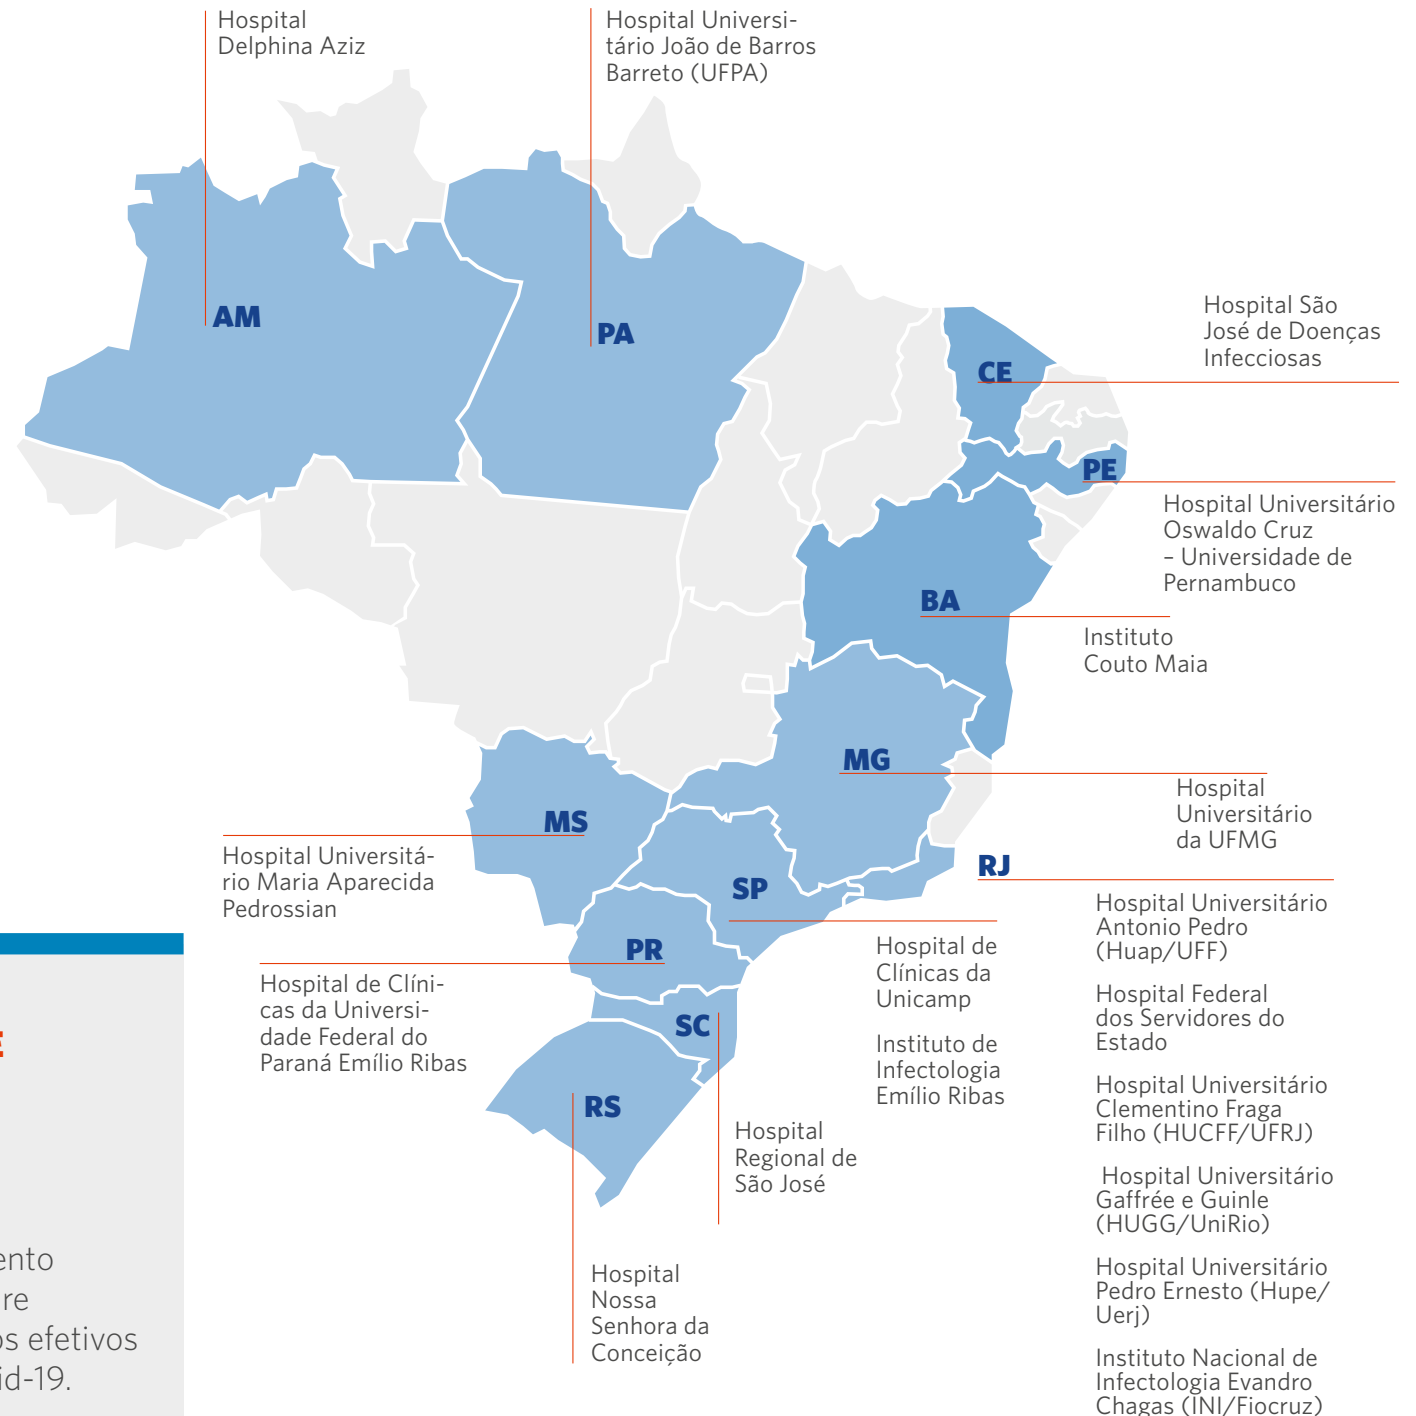 Hospital
Delphina Aziz
Hospital Universi-
tário João de Barros
Barreto (UFPA)
AM
PA
Hospital São
José de Doenças
Infecciosas
CE
PE
Hospital Universitário
Oswaldo Cruz
– Universidade de
Pernambuco
BA
Instituto
Couto Maia
MG
Hospital
Universitário
da UFMG
MS
Hospital Universitá-
rio Maria Aparecida
Pedrossian
RJ
Hospital Universitário
Antonio Pedro
(Huap/UFF)
Hospital Federal
dos Servidores do
Estado
Hospital Universitário
Clementino Fraga
Filho (HUCFF/UFRJ)
Hospital Universitário
Gaffrée e Guinle
(HUGG/UniRio)
Hospital Universitário
Pedro Ernesto (Hupe/
Uerj)
Instituto Nacional de
Infectologia Evandro
Chagas (INI/Fiocruz)
SP
Hospital de
Clínicas da
Unicamp
Instituto de
Infectologia
Emílio Ribas
PR
Hospital de Clíni-
cas da Universi-
dade Federal do
Paraná Emílio Ribas
SC
Hospital
Regional de
São José
RS
Hospital
Nossa
Senhora da
Conceição
E
ento
re
os efetivos
id-19.